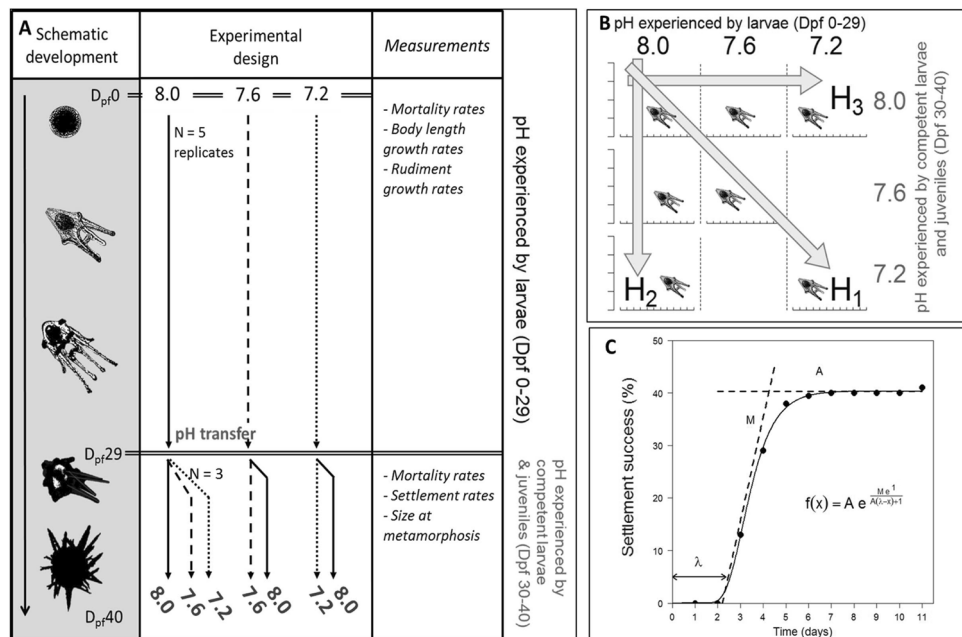 A
Schematic development
Experimental design
Measurements
D_pf 0
8.0
7.6
7.2
N = 5
replicates
- Mortality rates
- Body length
growth rates
- Rudiment
growth rates
pH experienced by larvae (Dpf 0-29)
pH transfer
D_pf 29
N = 3
- Mortality rates
- Settlement rates
- Size at
metamorphosis
pH experienced by
competent larvae
& juveniles (Dpf 30-40)
8.0
7.6
7.2
7.6
8.0
7.2
8.0
D_pf 40
B
pH experienced by larvae (Dpf 0-29)
8.0
7.6
7.2
H3
8.0
7.6
7.2
H2
H1
pH experienced by competent larvae
and juveniles (Dpf 30-40)
C
50
40
30
20
10
0
Settlement success (%)
A
M
λ
f(x) = A e^(M e^1 / A(λ-x)+1)
0 1 2 3 4 5 6 7 8 9 10 11
Time (days)